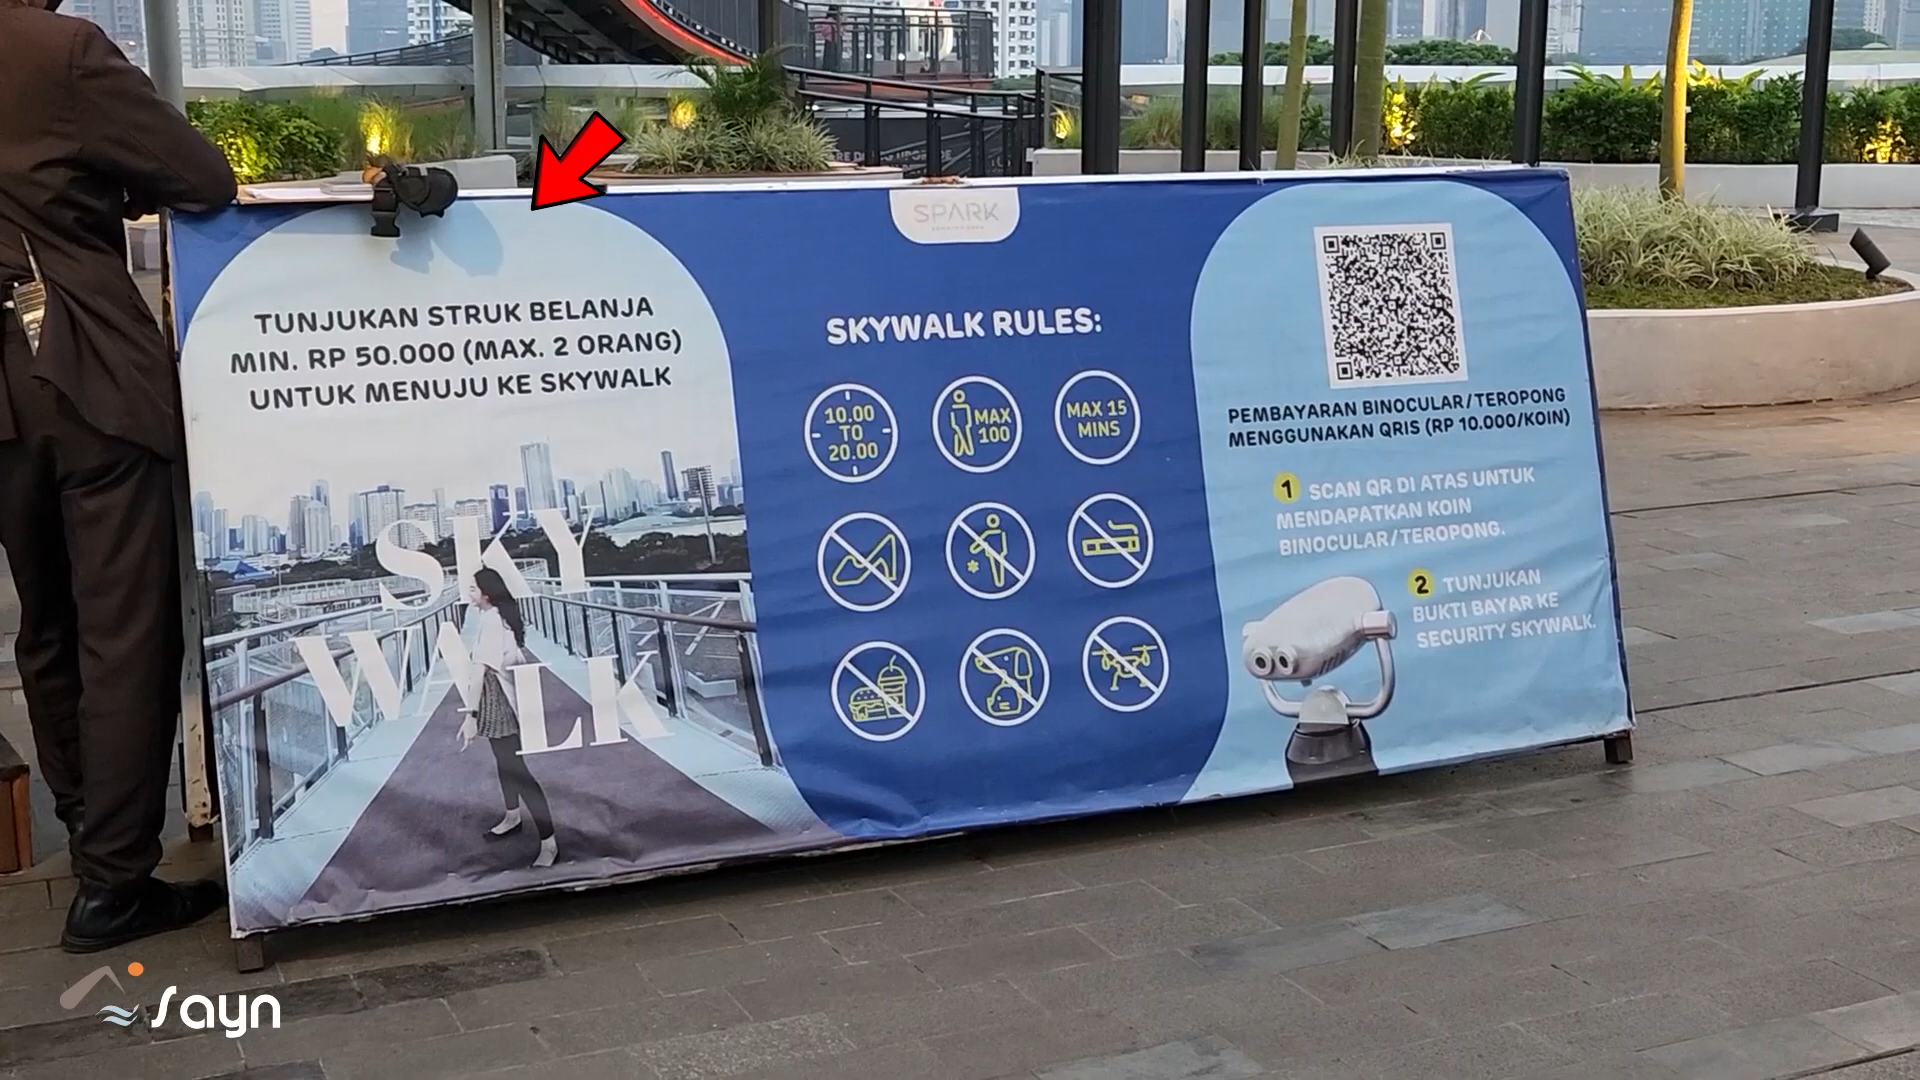 TUNJUKAN STRUK BELANJA
MIN. RP 50.000 (MAX. 2 ORANG)
UNTUK MENUJU KE SKYWALK
SKY
WALK
SPARK
SKYWALK RULES:
10.00
TO
20.00
MAX
100
MAX 15
MINS
PEMBAYARAN BINOCULAR/TEROPONG
MENGGUNAKAN QRIS (RP 10.000/KOIN)
1 SCAN QR DI ATAS UNTUK
MENDAPATKAN KOIN
BINOCULAR/TEROPONG.
2 TUNJUKAN
BUKTI BAYAR KE
SECURITY SKYWALK.
Sayn